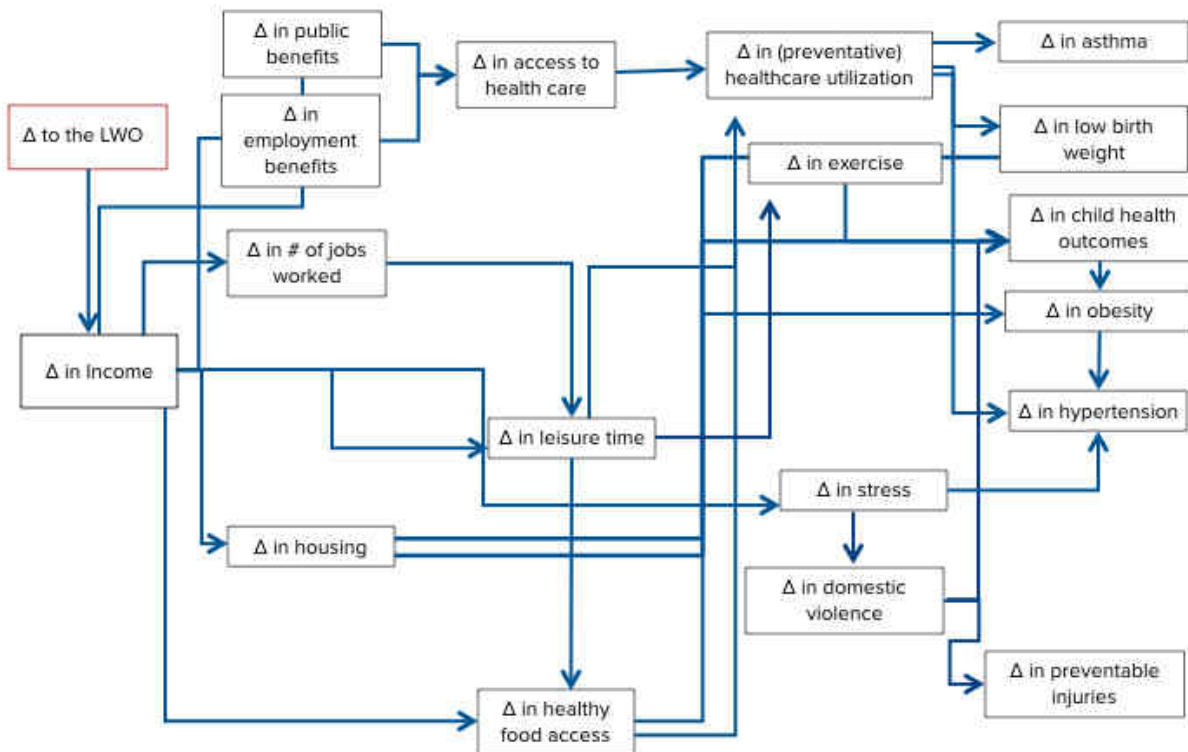 Δ in public
benefits
Δ in access to
health care
Δ in (preventative)
healthcare utilization
Δ in asthma
Δ to the LWO
Δ in
employment
benefits
Δ in low birth
weight
Δ in exercise
Δ in child health
outcomes
Δ in # of jobs
worked
Δ in obesity
Δ in Income
Δ in hypertension
Δ in leisure time
Δ in stress
Δ in housing
Δ in domestic
violence
Δ in preventable
injuries
Δ in healthy
food access